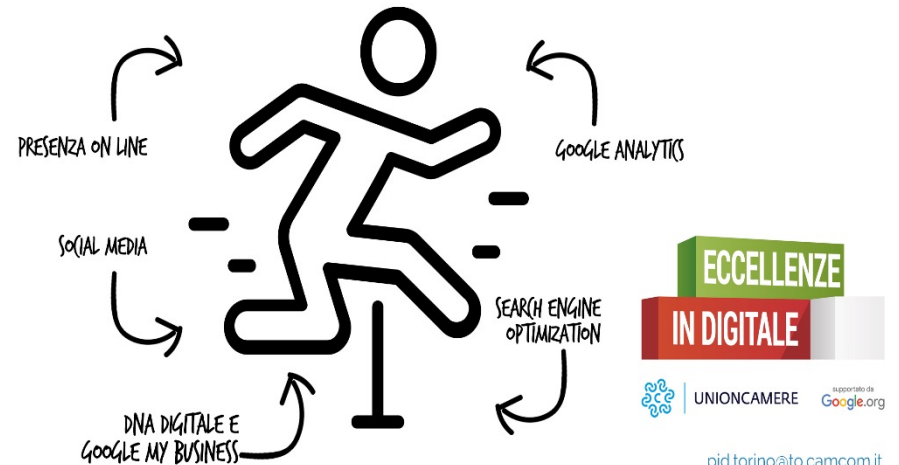 PRESENZA ON LINE
GOOGLE ANALYTICS
SOCIAL MEDIA
SEARCH ENGINE
OPTIMIZATION
DNA DIGITALE E
GOOGLE MY BUSINESS
ECCELLENZE
IN DIGITALE
UNIONCAMERE
supportato da
Google.org
pid.torino@to.camcom.it